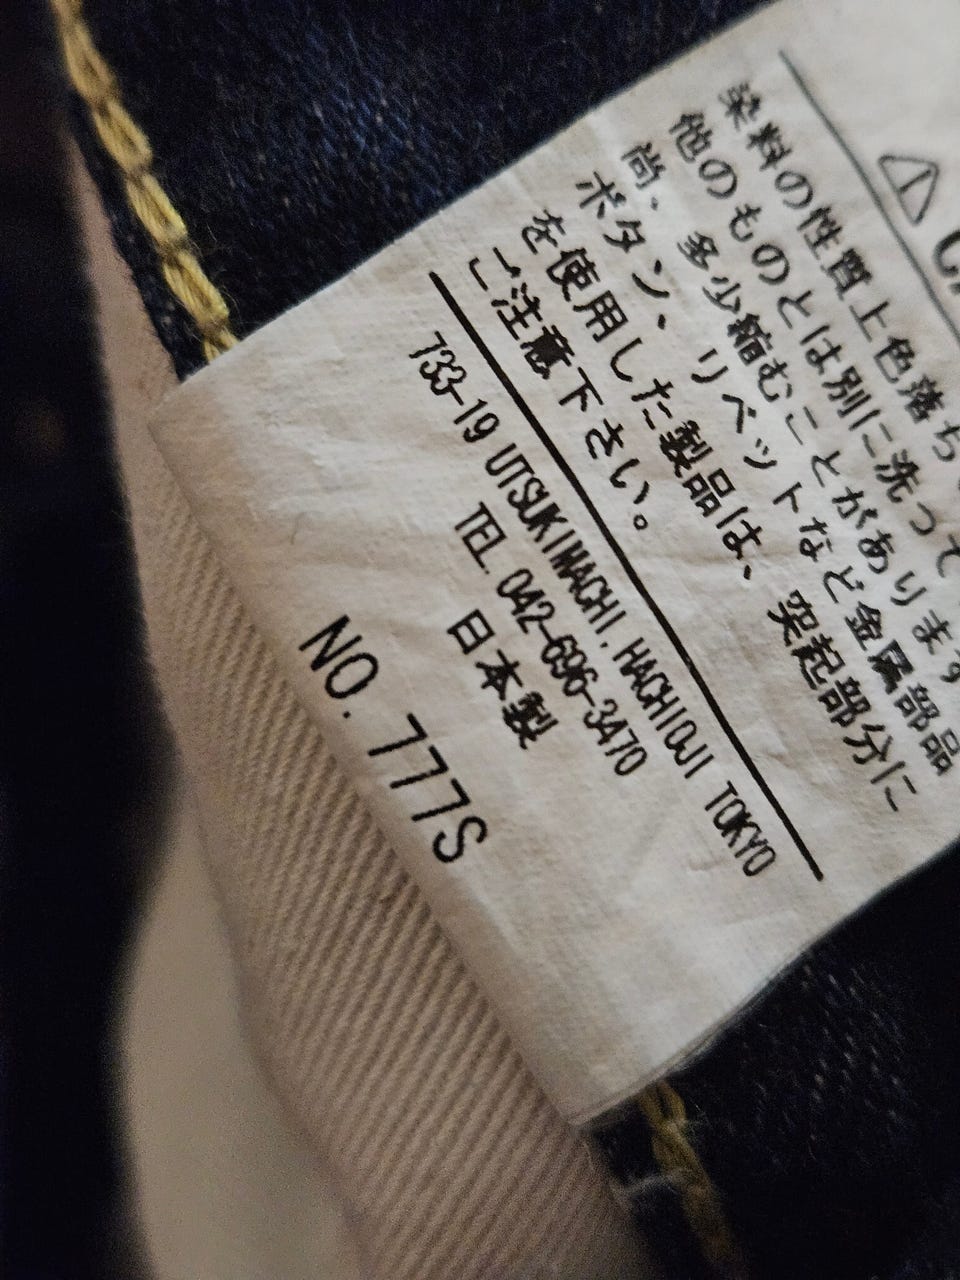 CA
染料の性質上色落ち
他のものとは別に洗って
尚、多少縮むことがあります
ボタン、リベットなど金属部品
を使用した製品は、突起部分に
ご注意下さい。
733-19 UTSUKIMACHI. HACHIOJI TOKYO
TEL. 042-696-3470
日本製
NO. 777S